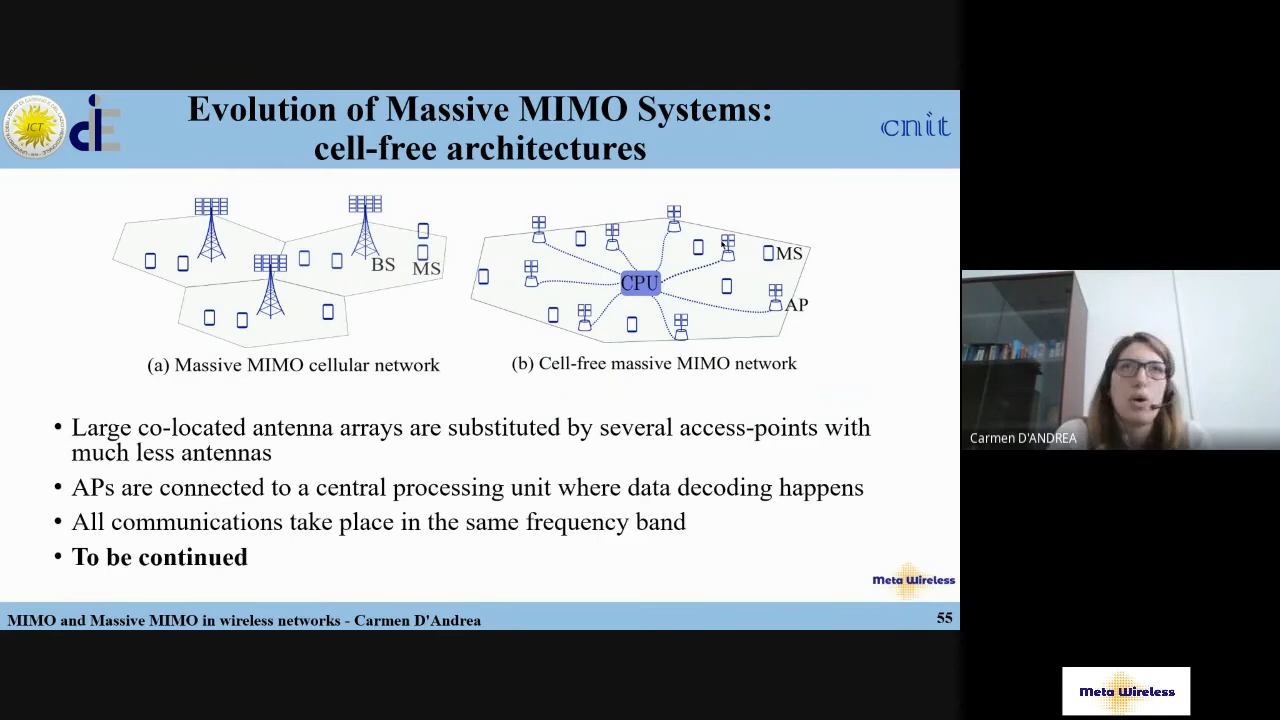 Evolution of Massive MIMO Systems:
cell-free architectures
ICT
cnit
BS
MS
CPU
MS
AP
(a) Massive MIMO cellular network
(b) Cell-free massive MIMO network
• Large co-located antenna arrays are substituted by several access-points with
much less antennas
• APs are connected to a central processing unit where data decoding happens
• All communications take place in the same frequency band
• To be continued
Meta Wireless
MIMO and Massive MIMO in wireless networks - Carmen D'Andrea
55
Carmen D'ANDREA
Meta Wireless